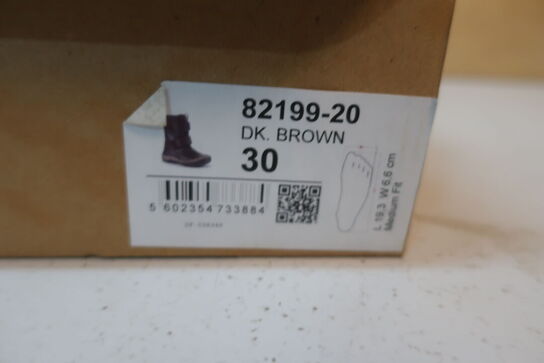 82199-20
DK. BROWN
30
5 602354 733884
L 19,3 W 6,6 cm
Medium Fit